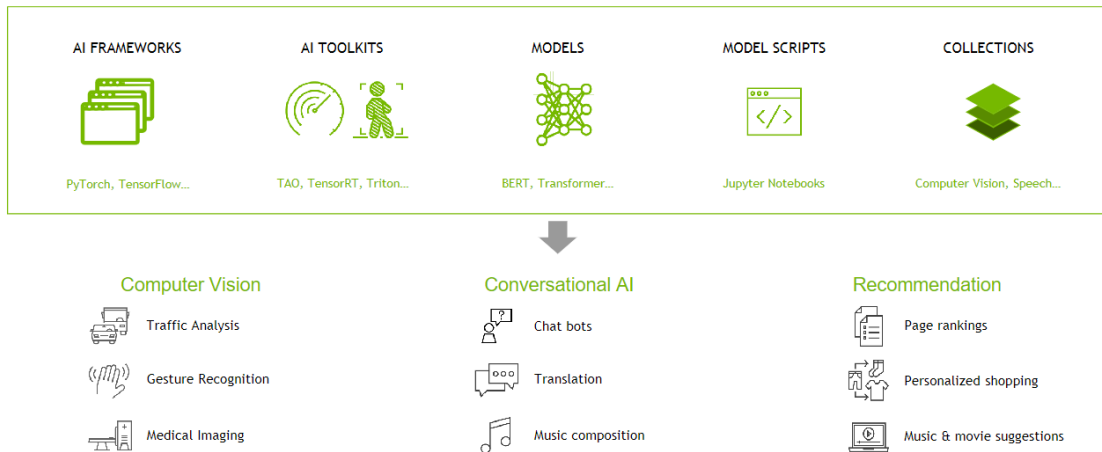 AI FRAMEWORKS
AI TOOLKITS
MODELS
MODEL SCRIPTS
COLLECTIONS
PyTorch, TensorFlow...
TAO, TensorRT, Triton...
BERT, Transformer...
Jupyter Notebooks
Computer Vision, Speech...
Computer Vision
Traffic Analysis
Gesture Recognition
Medical Imaging
Conversational AI
Chat bots
Translation
Music composition
Recommendation
Page rankings
Personalized shopping
Music & movie suggestions